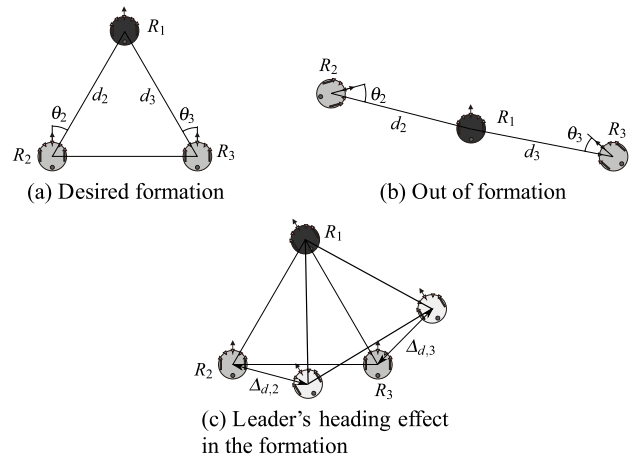 R1
θ2
d2
d3
θ3
R2
R3
(a) Desired formation
R2
θ2
d2
R1
θ3
d3
R3
(b) Out of formation
R1
R2
Δd,2
R3
Δd,3
(c) Leader's heading effect
in the formation